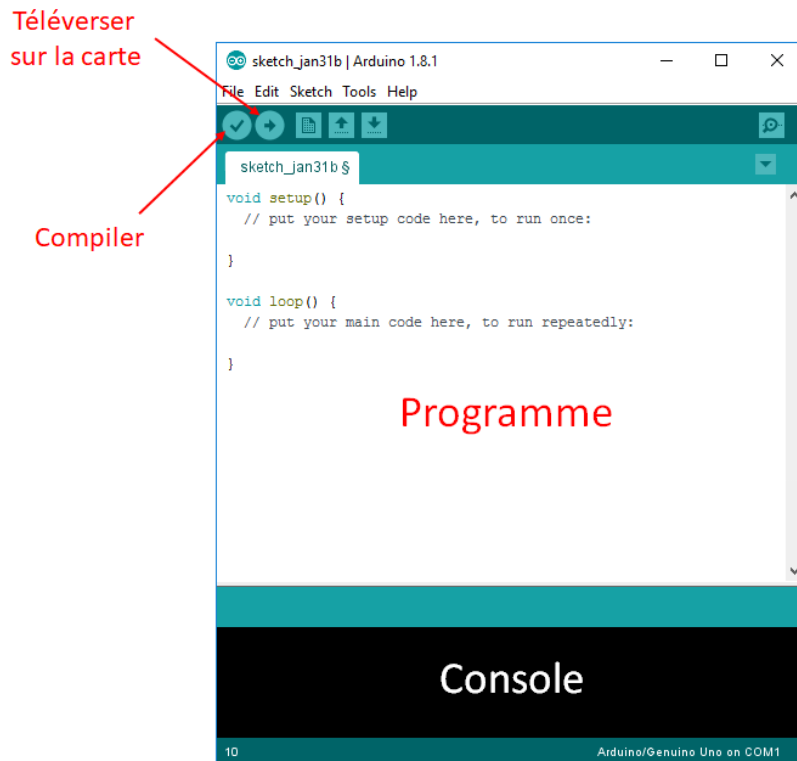 Téléverser
sur la carte
sketch_jan31b | Arduino 1.8.1
File Edit Sketch Tools Help
sketch_jan31b §
void setup() {
// put your setup code here, to run once:
}
Compiler
void loop() {
// put your main code here, to run repeatedly:
}
Programme
Console
10
Arduino/Genuino Uno on COM1